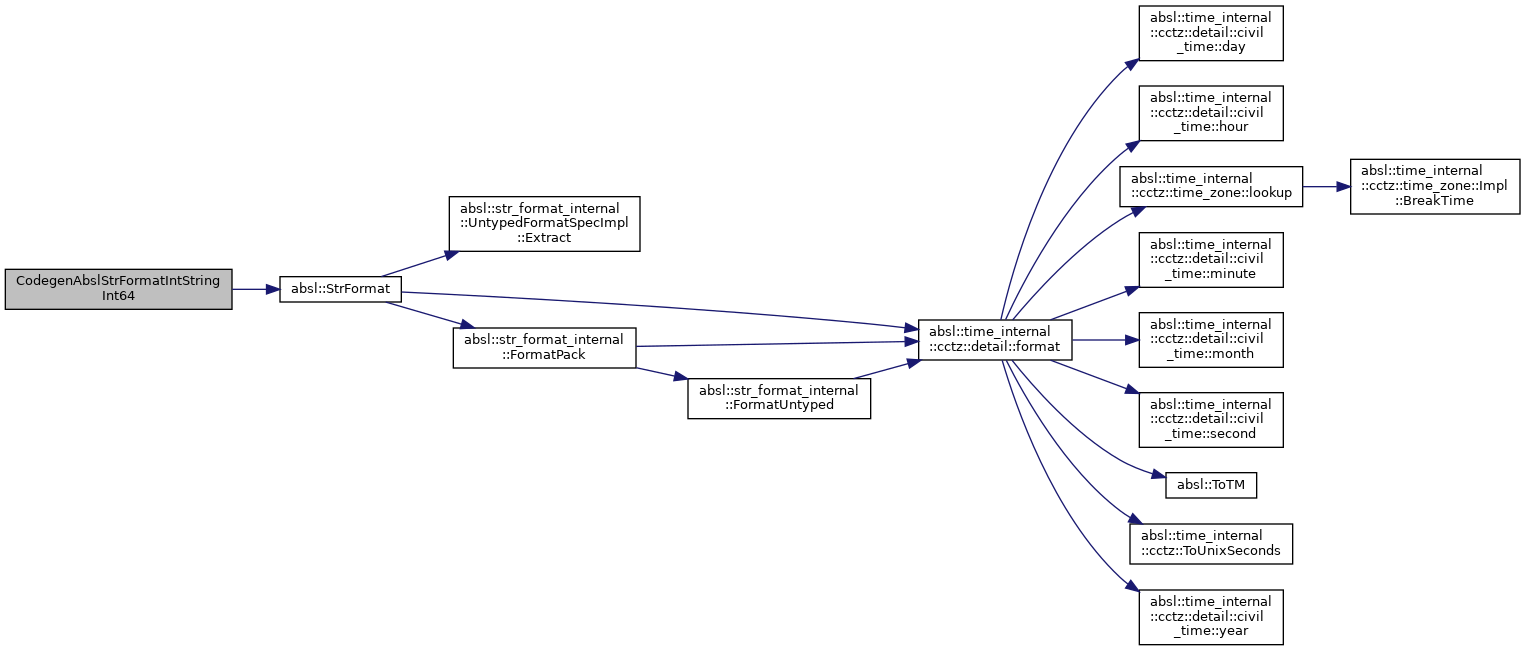 CodegenAbslStrFormatIntString
Int64
absl::StrFormat
absl::str_format_internal
::UntypedFormatSpecImpl
::Extract
absl::str_format_internal
::FormatPack
absl::str_format_internal
::FormatUntyped
absl::time_internal
::cctz::detail::format
absl::time_internal
::cctz::detail::civil
_time::day
absl::time_internal
::cctz::detail::civil
_time::hour
absl::time_internal
::cctz::time_zone::lookup
absl::time_internal
::cctz::time_zone::Impl
::BreakTime
absl::time_internal
::cctz::detail::civil
_time::minute
absl::time_internal
::cctz::detail::civil
_time::month
absl::time_internal
::cctz::detail::civil
_time::second
absl::ToTM
absl::time_internal
::cctz::ToUnixSeconds
absl::time_internal
::cctz::detail::civil
_time::year